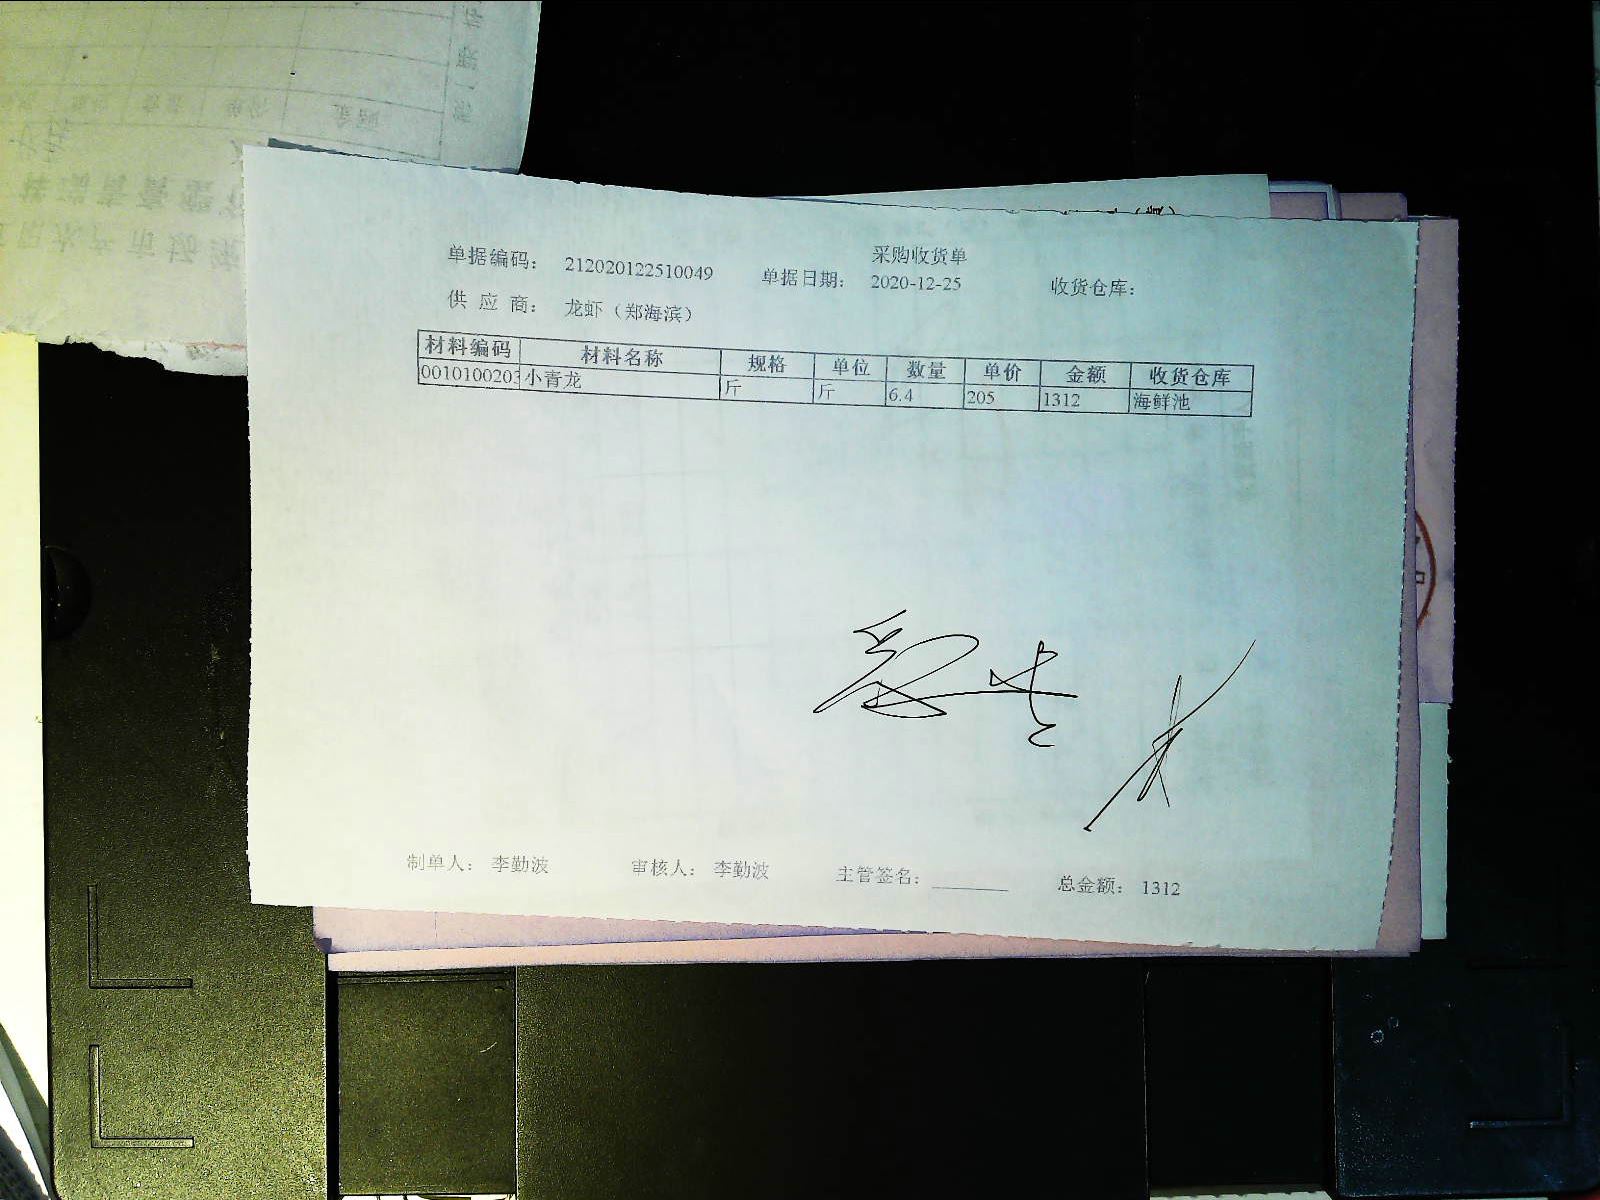 采购收货单
单据编码： 212020122510049 单据日期： 2020-12-25 收货仓库：
供 应 商： 龙虾（郑海滨）
材料编码 材料名称 规格 单位 数量 单价 金额 收货仓库
0010100203 小青龙 斤 斤 6.4 205 1312 海鲜池
制单人： 李勤波 审核人： 李勤波 主管签名： 总金额： 1312